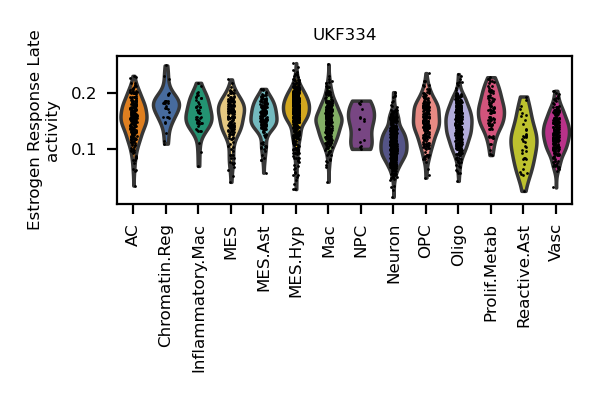 UKF334
Estrogen Response Late
activity
0.2
0.1
AC
Chromatin.Reg
Inflammatory.Mac
MES
MES.Ast
MES.Hyp
Mac
NPC
Neuron
OPC
Oligo
Prolif.Metab
Reactive.Ast
Vasc